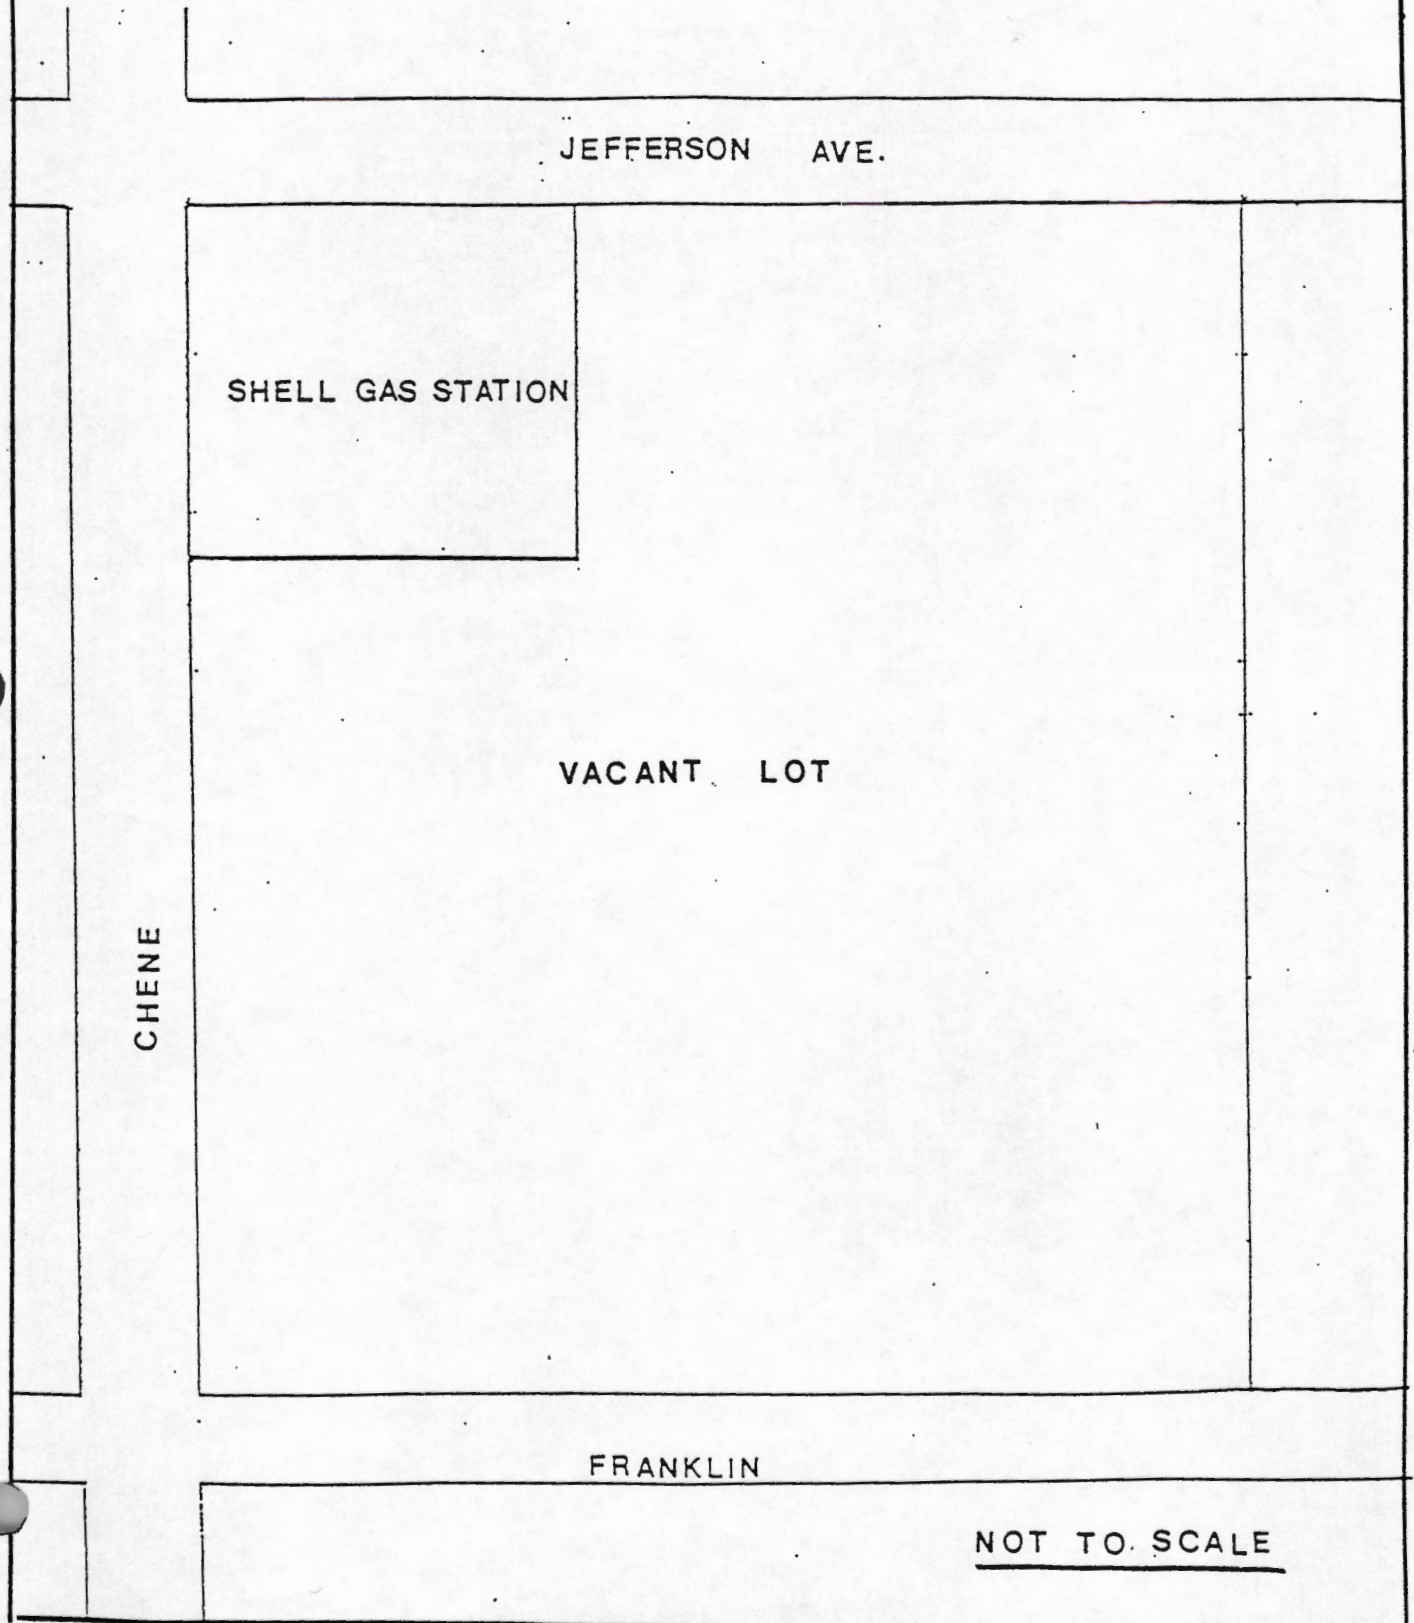 JEFFERSON AVE.
SHELL GAS STATION
VACANT LOT
CHENE
FRANKLIN
NOT TO SCALE